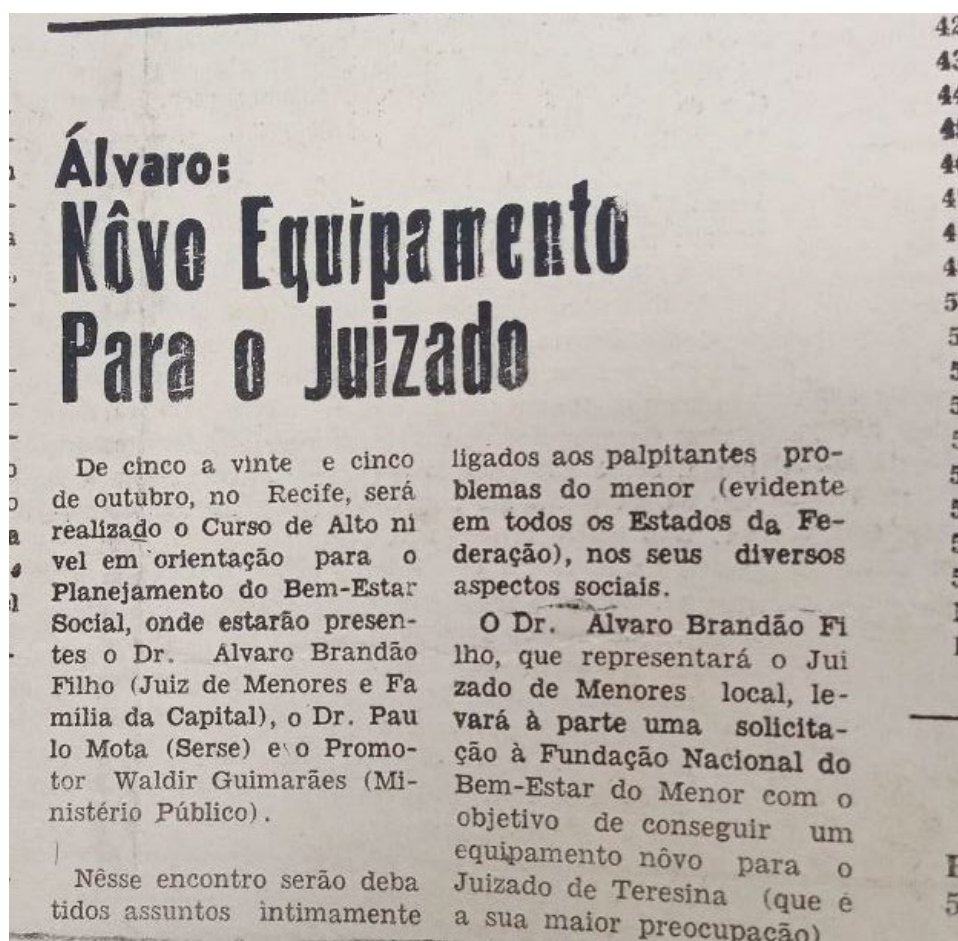 Álvaro:
Nôvo Equipamento
Para o Juizado
De cinco a vinte e cinco
de outubro, no Recife, será
realizado o Curso de Alto ni
vel em orientação para o
Planejamento do Bem-Estar
Social, onde estarão presen-
tes o Dr. Alvaro Brandão
Filho (Juiz de Menores e Fa
mília da Capital), o Dr. Pau
lo Mota (Serse) e o Promo-
tor Waldir Guimarães (Mi-
nistério Público).
Nêsse encontro serão deba
tidos assuntos intimamente
ligados aos palpitantes pro-
blemas do menor (evidente
em todos os Estados da Fe-
deração), nos seus diversos
aspectos sociais.
O Dr. Alvaro Brandão Fi
lho, que representará o Jui
zado de Menores local, le-
vará à parte uma solicita-
ção à Fundação Nacional do
Bem-Estar do Menor com o
objetivo de conseguir um
equipamento nôvo para o
Juizado de Teresina (que é
a sua maior preocupação)